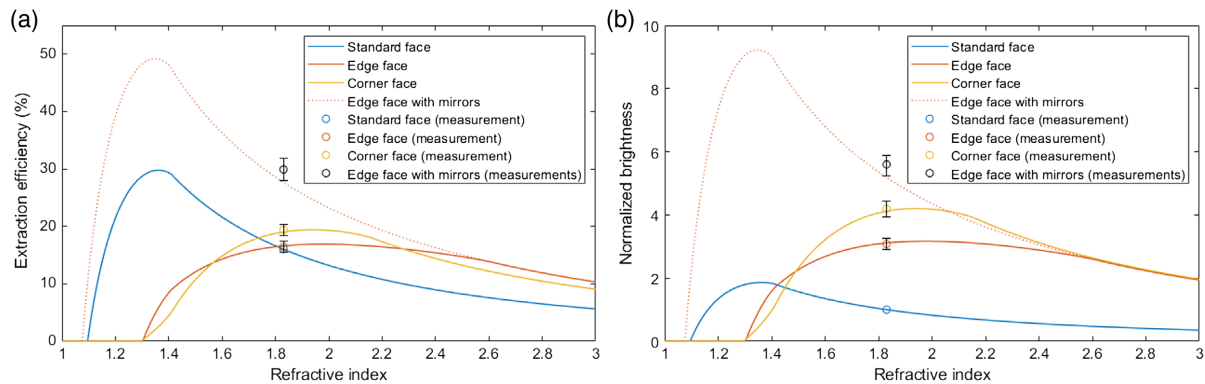 (a)
Extraction efficiency (%)
50
40
30
20
10
0
Standard face
Edge face
Corner face
Edge face with mirrors
Standard face (measurement)
Edge face (measurement)
Corner face (measurement)
Edge face with mirrors (measurements)
1 1.2 1.4 1.6 1.8 2 2.2 2.4 2.6 2.8 3
Refractive index
(b)
Normalized brightness
10
8
6
4
2
0
Standard face
Edge face
Corner face
Edge face with mirrors
Standard face (measurement)
Edge face (measurement)
Corner face (measurement)
Edge face with mirrors (measurements)
1 1.2 1.4 1.6 1.8 2 2.2 2.4 2.6 2.8 3
Refractive index